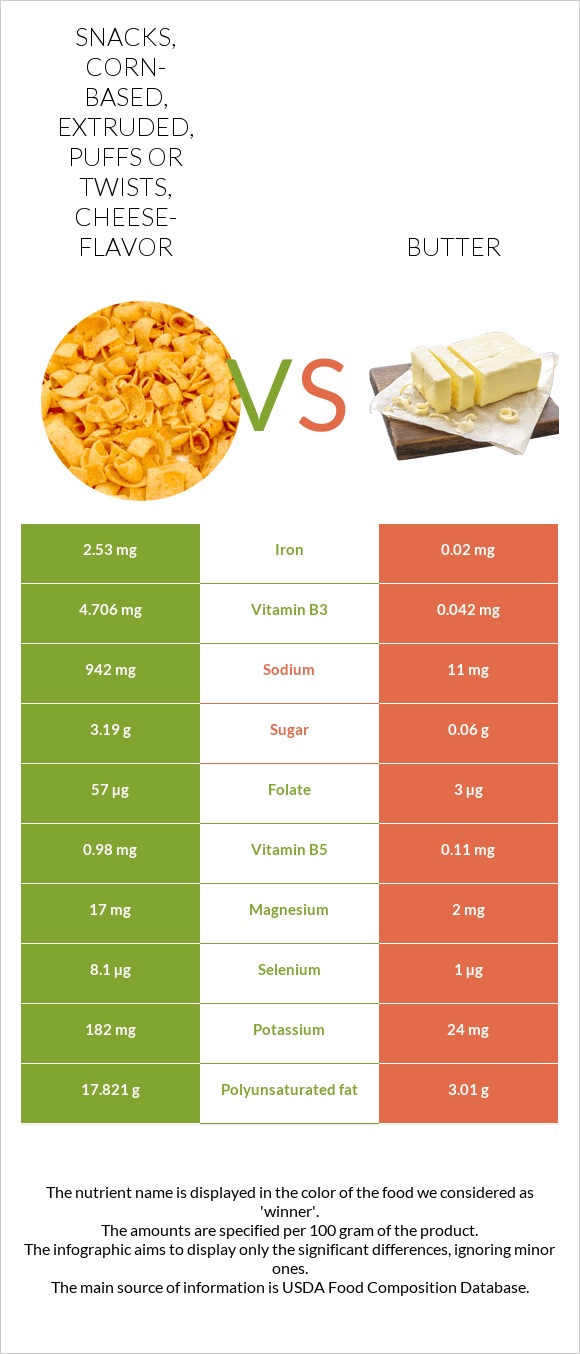 SNACKS,
CORN-
BASED,
EXTRUDED,
PUFFS OR
TWISTS,
CHEESE-
FLAVOR
BUTTER
VS
2.53 mg Iron 0.02 mg
4.706 mg Vitamin B3 0.042 mg
942 mg Sodium 11 mg
3.19 g Sugar 0.06 g
57 µg Folate 3 µg
0.98 mg Vitamin B5 0.11 mg
17 mg Magnesium 2 mg
8.1 µg Selenium 1 µg
182 mg Potassium 24 mg
17.821 g Polyunsaturated fat 3.01 g
The nutrient name is displayed in the color of the food we considered as
'winner'.
The amounts are specified per 100 gram of the product.
The infographic aims to display only the significant differences, ignoring minor
ones.
The main source of information is USDA Food Composition Database.